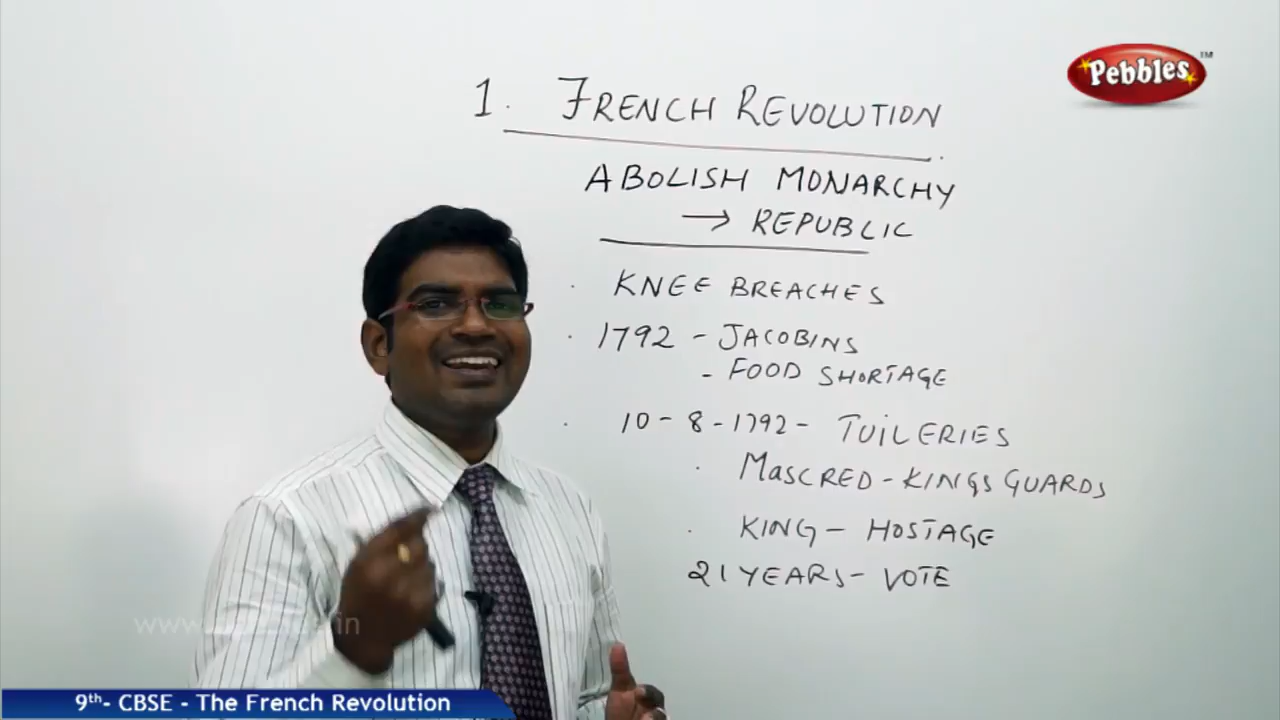 Pebbles™
1. FRENCH REVOLUTION
ABOLISH MONARCHY
→ REPUBLIC
· KNEE BREACHES
· 1792 - JACOBINS
- FOOD SHORTAGE
· 10-8-1792- TUILERIES
· MASCRED-KINGS GUARDS
· KING- HOSTAGE
21 YEARS- VOTE
9th- CBSE - The French Revolution